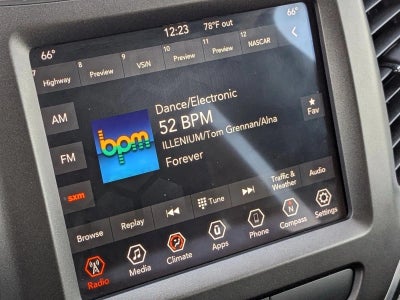 66°
12:23
78°F out
66°
7
Highway
8
Preview
9
VSiN
10
Preview
11
Preview
12
NASCAR
AM
FM
sxm
bpm
Dance/Electronic
52 BPM
ILLENIUM/Tom Grennan/Alna
Forever
Fav
Browse
Replay
Tune
Traffic &
Weather
Audio
Radio
Media
Climate
Apps
Phone
N
Compass
Settings